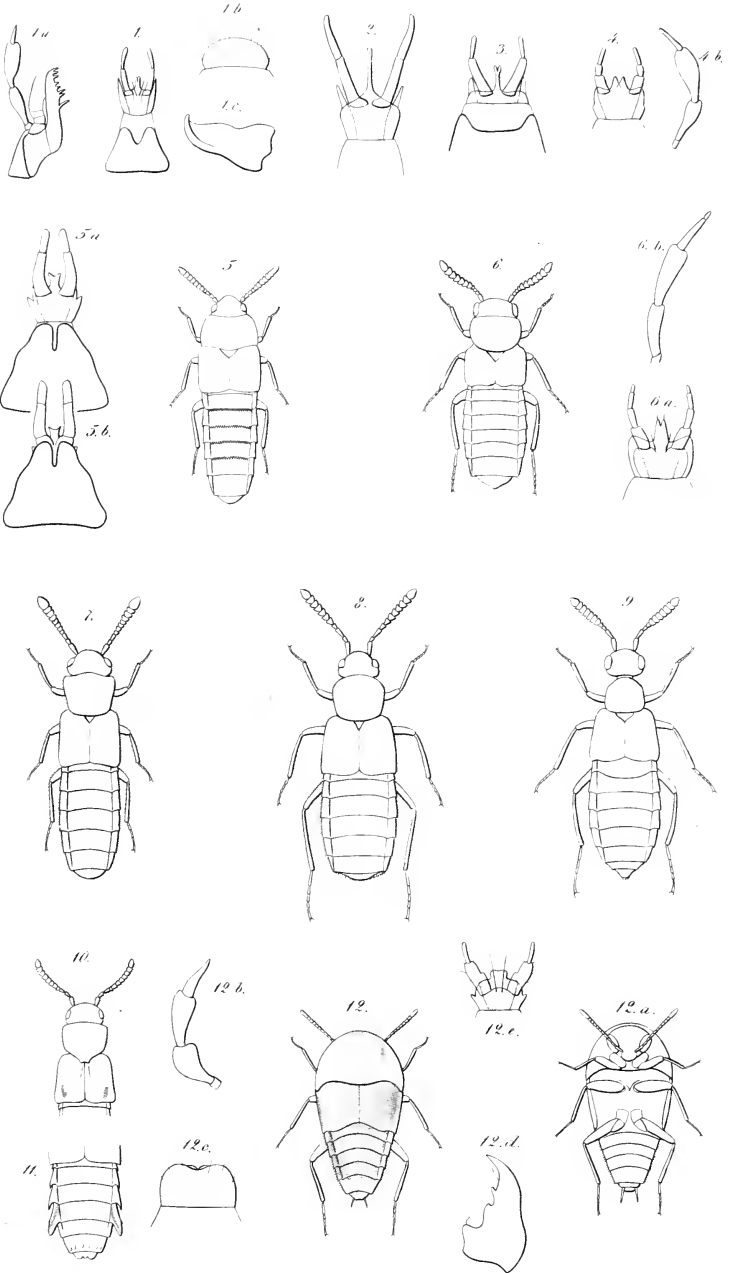 1 a
1.
1 b
1. c.
2.
3.
4.
4 b.
5 a
5
6.
6. b.
5. b.
6 a.
7.
8.
9
10.
12 b.
12.
12. e.
12. a.
11.
12. c.
12. d.